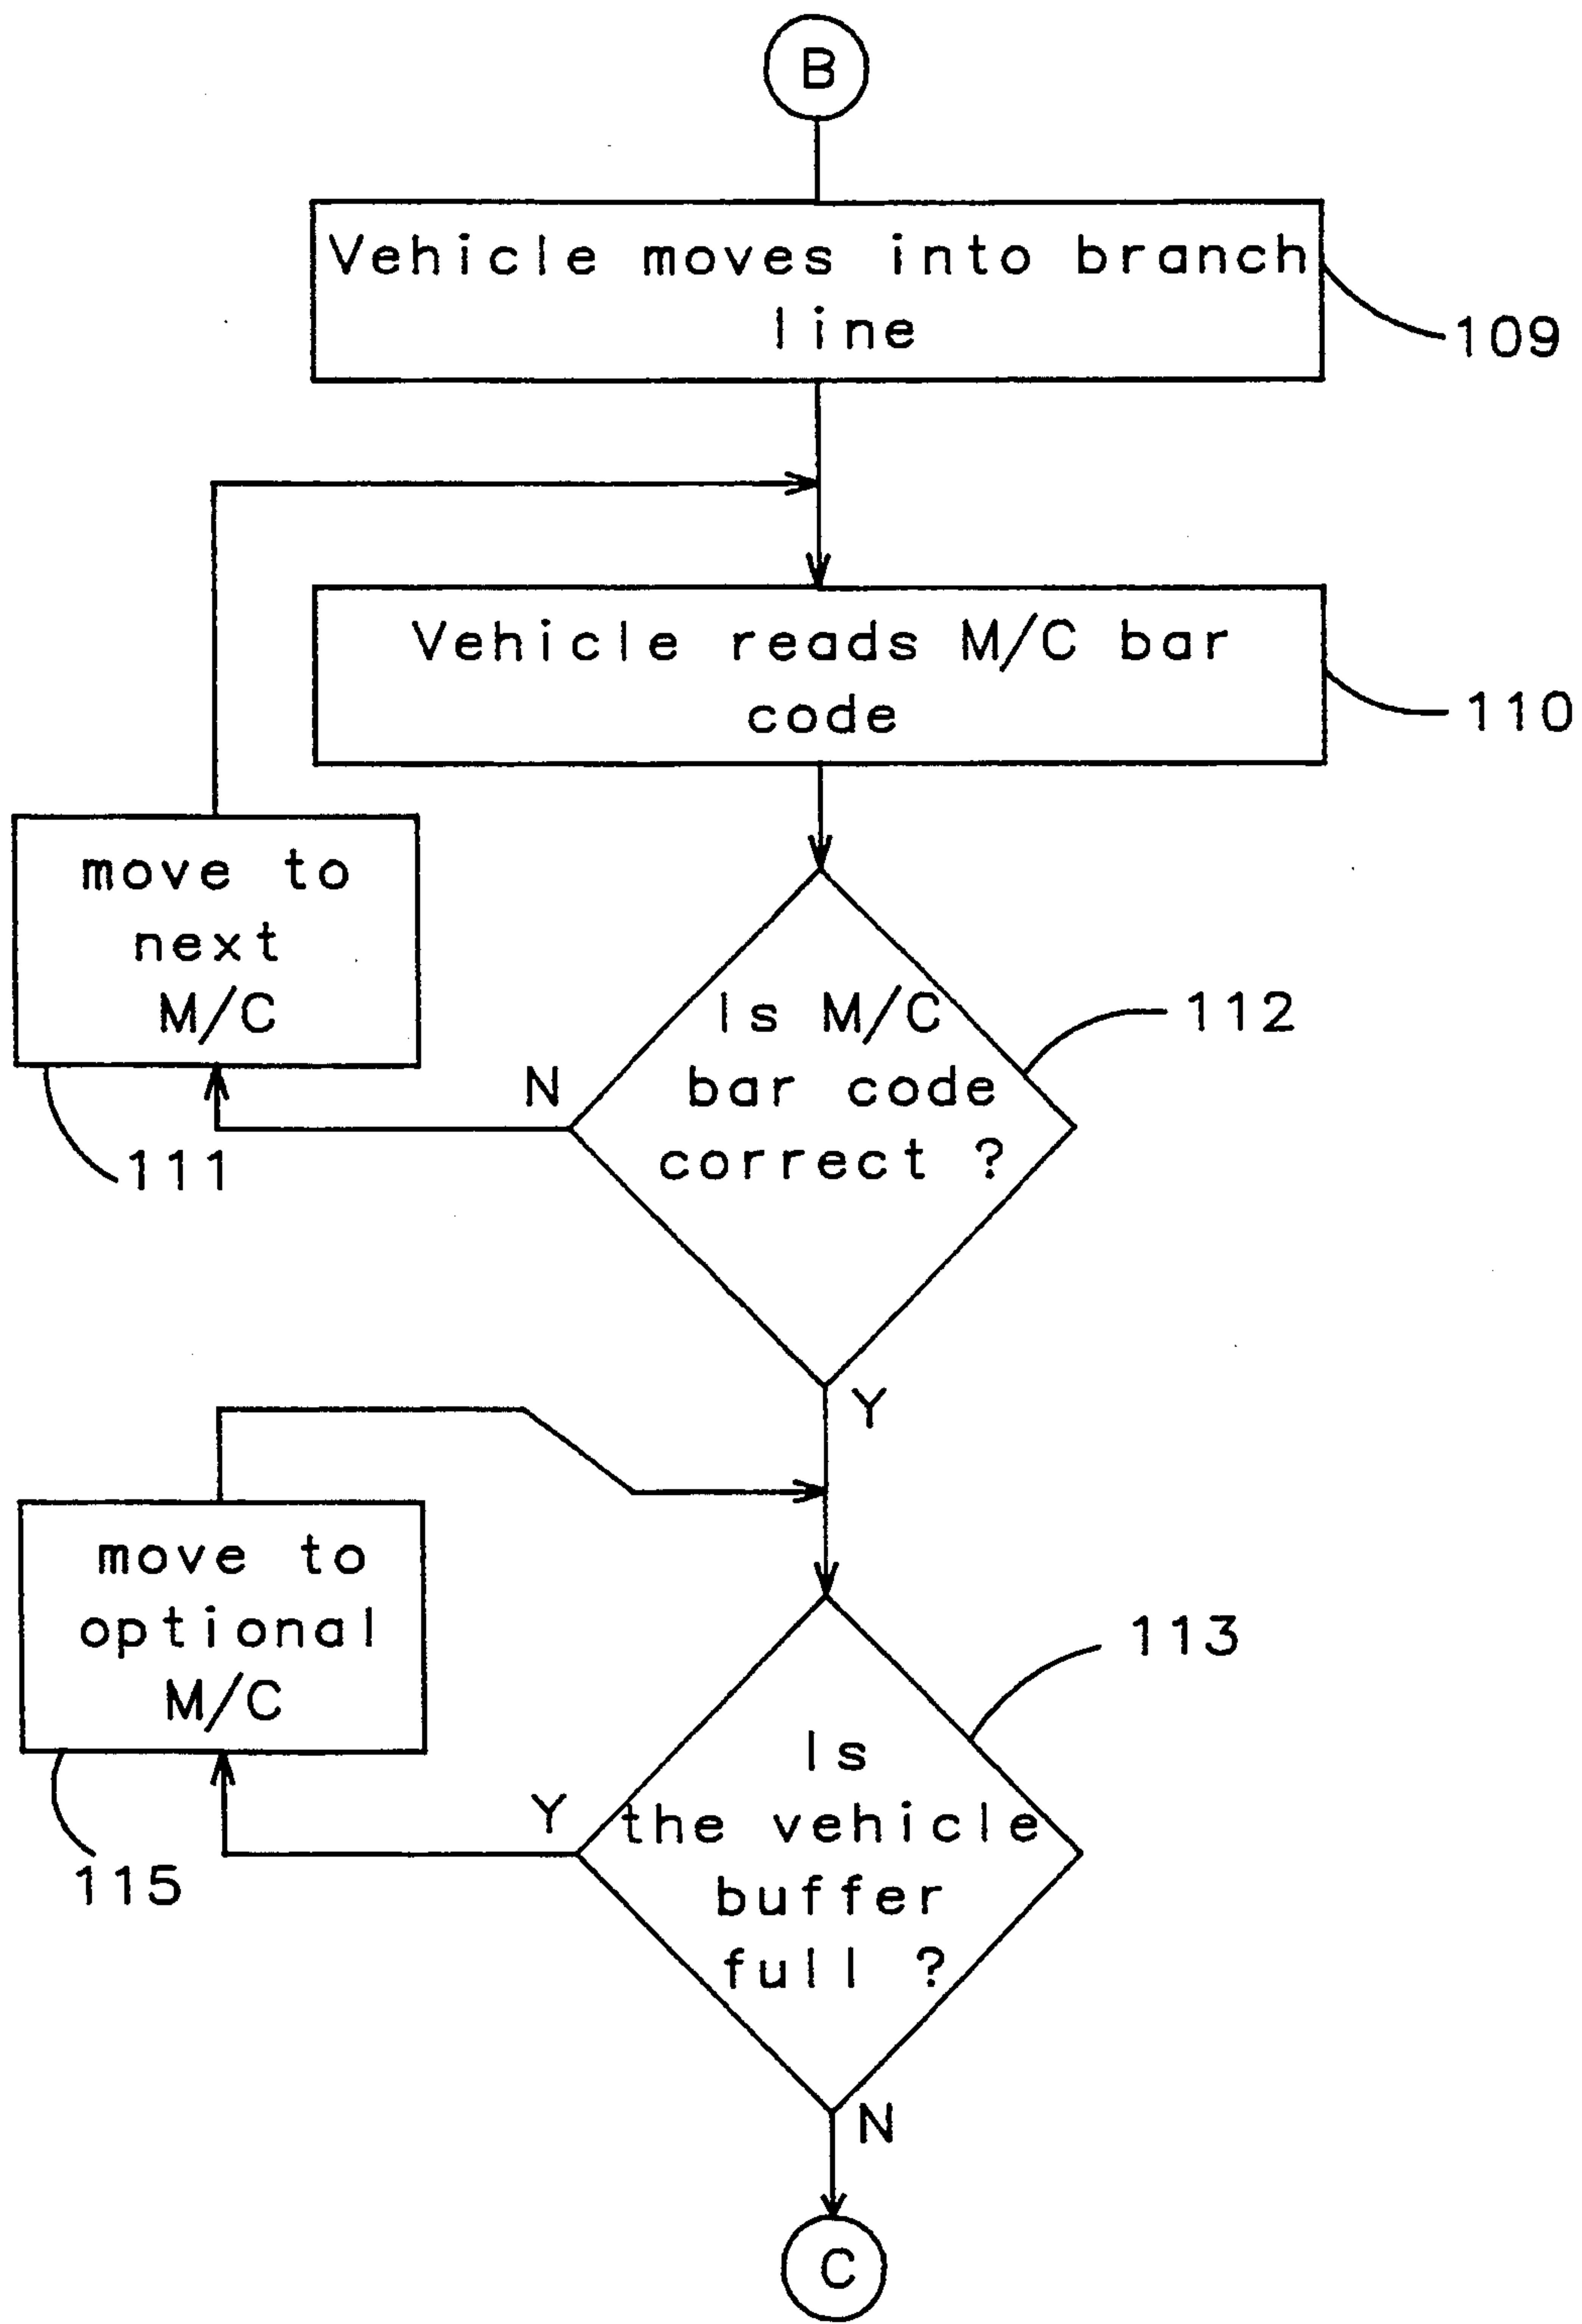 B
Vehicle moves into branch
line
109
Vehicle reads M/C bar
code
110
move to
next
M/C
111
Is M/C
bar code
correct ?
112
N
Y
move to
optional
M/C
115
Is
the vehicle
buffer
full ?
113
Y
N
C